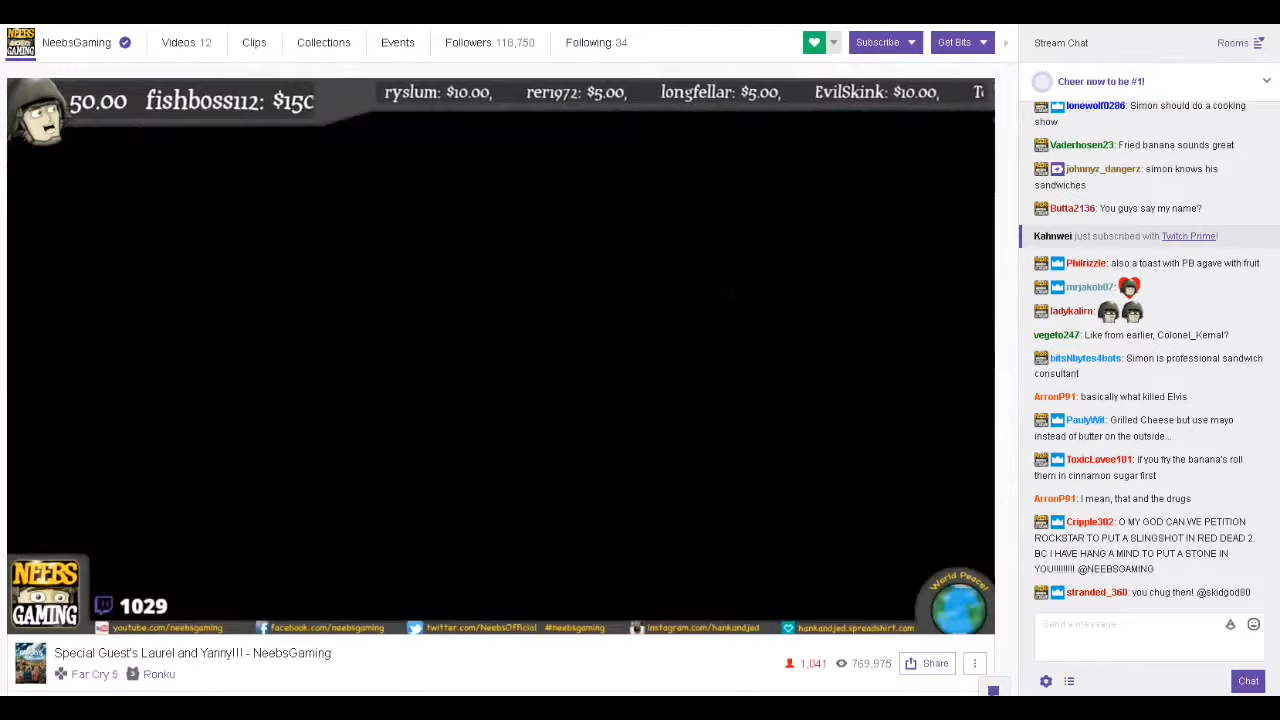 NEEBS GAMING
NeebsGaming
Videos 12
Clips
Collections
Events
Followers 118,750
Following 34
Subscribe
Get Bits
50.00 fishboss112: $15
ryslum: $10.00, rer1972: $5.00, longfellar: $5.00, EvilSkink: $10.00,
NEEBS
GAMING
1029
World Peace!
youtube.com/neebsgaming facebook.com/neebsgaming twitter.com/NeebsOfficial #neebsgaming instagram.com/hankandjed hankandjed.spreadshirt.com
Special Guest's Laurel and Yanny!!! - NeebsGaming
Far Cry 5 Ronku
1,041 769,975 Share
Stream Chat Rooms
Cheer now to be #1!
lonewolf0286: Simon should do a cooking
show
Vaderhosen23: Fried banana sounds great
johnnyz_dangerz: simon knows his
sandwiches
Butta2136: You guys say my name?
Kahnwei just subscribed with Twitch Prime!
Philrizzle: also a toast with PB agave with fruit
mrjakob07:
ladykalirn:
vegeto247: Like from earlier, Colonel_Kernal?
bitsNbytes4bots: Simon is professional sandwich
consultant
ArronP91: basically what killed Elvis
PaulyWit: Grilled Cheese but use mayo
instead of butter on the outside...
ToxicLovee101: if you fry the banana's roll
them in cinnamon sugar first
ArronP91: I mean, that and the drugs
Cripple302: O MY GOD CAN WE PETITION
ROCKSTAR TO PUT A SLINGSHOT IN RED DEAD 2.
BC I HAVE HANG A MIND TO PUT A STONE IN
YOU!!!!!!!!! @NEEBSGAMING
stranded_360: you chug then! @skidgod80
Send a message
Chat